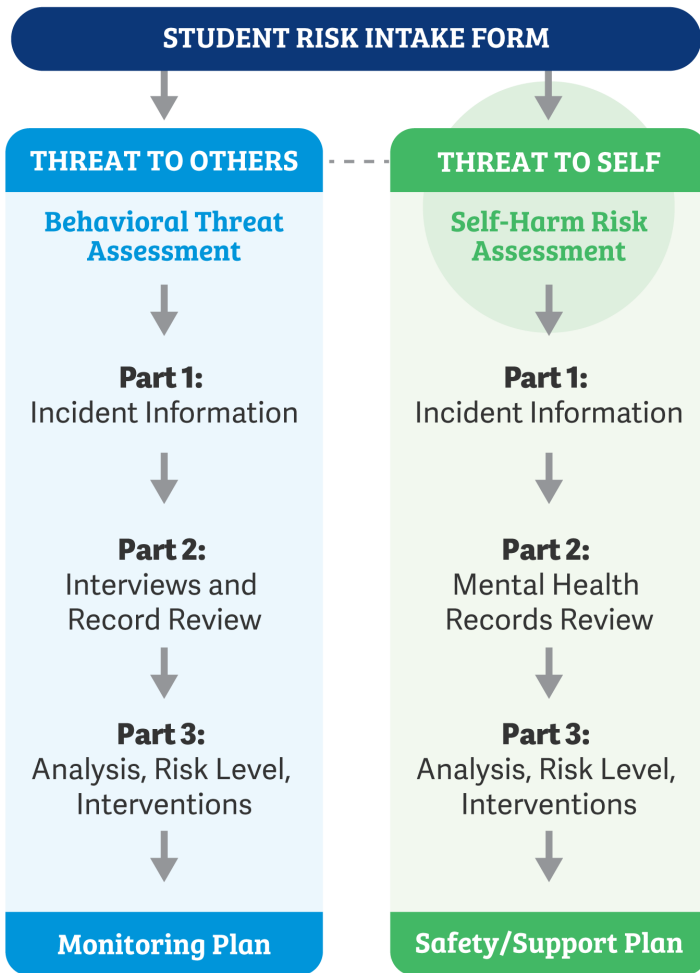 STUDENT RISK INTAKE FORM
THREAT TO OTHERS
Behavioral Threat
Assessment
Part 1:
Incident Information
Part 2:
Interviews and
Record Review
Part 3:
Analysis, Risk Level,
Interventions
Monitoring Plan
THREAT TO SELF
Self-Harm Risk
Assessment
Part 1:
Incident Information
Part 2:
Mental Health
Records Review
Part 3:
Analysis, Risk Level,
Interventions
Safety/Support Plan